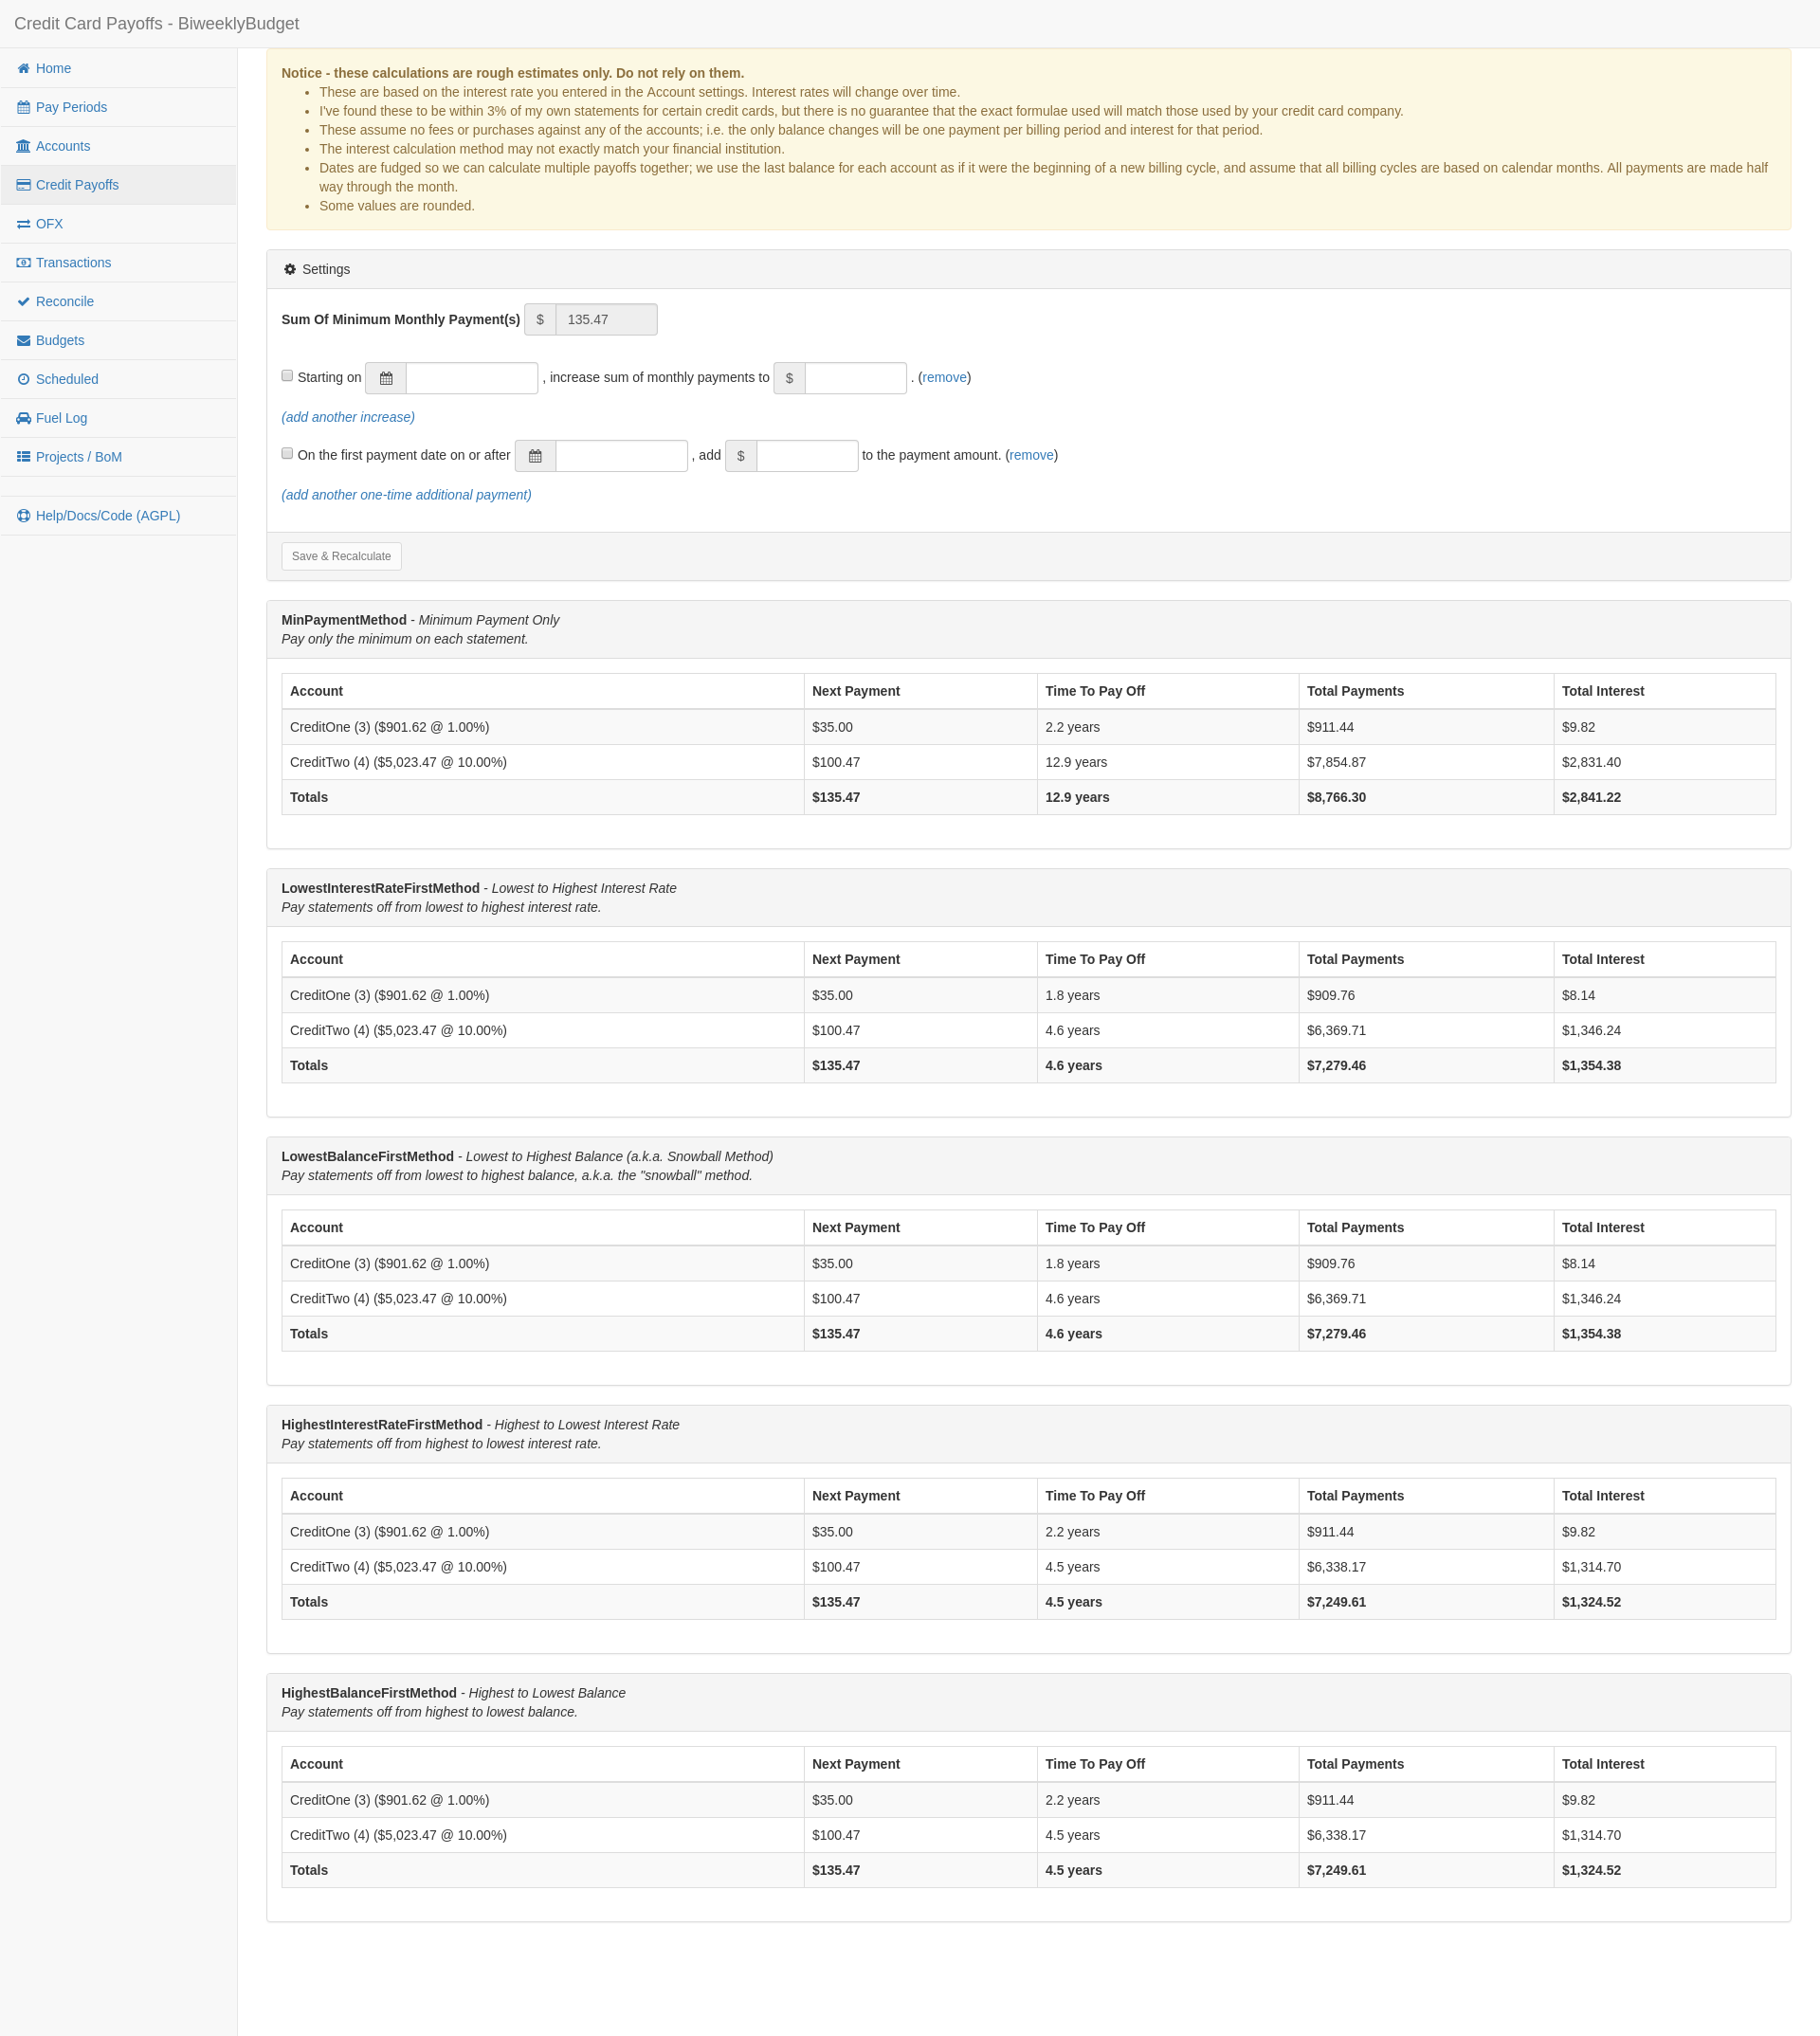 Credit Card Payoffs - BiweeklyBudget
Home
Pay Periods
Accounts
Credit Payoffs
OFX
Transactions
Reconcile
Budgets
Scheduled
Fuel Log
Projects / BoM
Help/Docs/Code (AGPL)
Notice - these calculations are rough estimates only. Do not rely on them.
These are based on the interest rate you entered in the Account settings. Interest rates will change over time.
I've found these to be within 3% of my own statements for certain credit cards, but there is no guarantee that the exact formulae used will match those used by your credit card company.
These assume no fees or purchases against any of the accounts; i.e. the only balance changes will be one payment per billing period and interest for that period.
The interest calculation method may not exactly match your financial institution.
Dates are fudged so we can calculate multiple payoffs together; we use the last balance for each account as if it were the beginning of a new billing cycle, and assume that all billing cycles are based on calendar months. All payments are made half
way through the month.
Some values are rounded.
Settings
Sum Of Minimum Monthly Payment(s) $ 135.47
Starting on , increase sum of monthly payments to $ . (remove)
(add another increase)
On the first payment date on or after , add $ to the payment amount. (remove)
(add another one-time additional payment)
Save & Recalculate
MinPaymentMethod - Minimum Payment Only
Pay only the minimum on each statement.
Account Next Payment Time To Pay Off Total Payments Total Interest
CreditOne (3) ($901.62 @ 1.00%) $35.00 2.2 years $911.44 $9.82
CreditTwo (4) ($5,023.47 @ 10.00%) $100.47 12.9 years $7,854.87 $2,831.40
Totals $135.47 12.9 years $8,766.30 $2,841.22
LowestInterestRateFirstMethod - Lowest to Highest Interest Rate
Pay statements off from lowest to highest interest rate.
Account Next Payment Time To Pay Off Total Payments Total Interest
CreditOne (3) ($901.62 @ 1.00%) $35.00 1.8 years $909.76 $8.14
CreditTwo (4) ($5,023.47 @ 10.00%) $100.47 4.6 years $6,369.71 $1,346.24
Totals $135.47 4.6 years $7,279.46 $1,354.38
LowestBalanceFirstMethod - Lowest to Highest Balance (a.k.a. Snowball Method)
Pay statements off from lowest to highest balance, a.k.a. the "snowball" method.
Account Next Payment Time To Pay Off Total Payments Total Interest
CreditOne (3) ($901.62 @ 1.00%) $35.00 1.8 years $909.76 $8.14
CreditTwo (4) ($5,023.47 @ 10.00%) $100.47 4.6 years $6,369.71 $1,346.24
Totals $135.47 4.6 years $7,279.46 $1,354.38
HighestInterestRateFirstMethod - Highest to Lowest Interest Rate
Pay statements off from highest to lowest interest rate.
Account Next Payment Time To Pay Off Total Payments Total Interest
CreditOne (3) ($901.62 @ 1.00%) $35.00 2.2 years $911.44 $9.82
CreditTwo (4) ($5,023.47 @ 10.00%) $100.47 4.5 years $6,338.17 $1,314.70
Totals $135.47 4.5 years $7,249.61 $1,324.52
HighestBalanceFirstMethod - Highest to Lowest Balance
Pay statements off from highest to lowest balance.
Account Next Payment Time To Pay Off Total Payments Total Interest
CreditOne (3) ($901.62 @ 1.00%) $35.00 2.2 years $911.44 $9.82
CreditTwo (4) ($5,023.47 @ 10.00%) $100.47 4.5 years $6,338.17 $1,314.70
Totals $135.47 4.5 years $7,249.61 $1,324.52